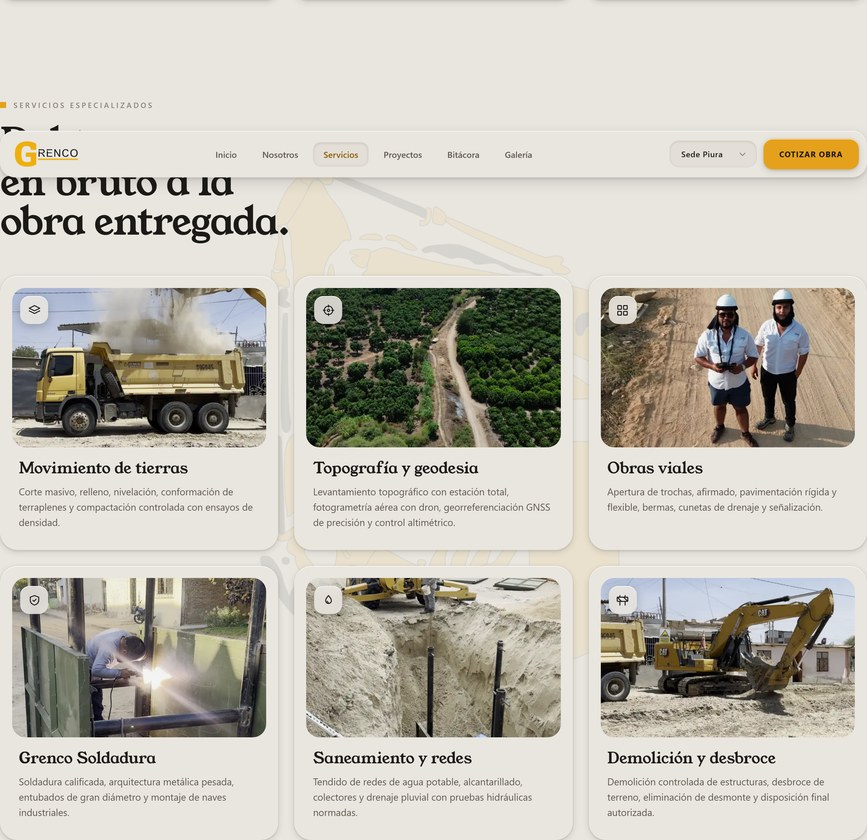 SERVICIOS ESPECIALIZADOS
GRENCO
Inicio
Nosotros
Servicios
Proyectos
Bitácora
Galería
Sede Piura
COTIZAR OBRA
en bruto a la
obra entregada.
Movimiento de tierras
Corte masivo, relleno, nivelación, conformación de
terraplenes y compactación controlada con ensayos de
densidad.
Topografía y geodesia
Levantamiento topográfico con estación total,
fotogrametría aérea con dron, georreferenciación GNSS
de precisión y control altimétrico.
Obras viales
Apertura de trochas, afirmado, pavimentación rígida y
flexible, bermas, cunetas de drenaje y señalización.
Grenco Soldadura
Soldadura calificada, arquitectura metálica pesada,
entubados de gran diámetro y montaje de naves
industriales.
Saneamiento y redes
Tendido de redes de agua potable, alcantarillado,
colectores y drenaje pluvial con pruebas hidráulicas
normadas.
CAT
CAT
Demolición y desbroce
Demolición controlada de estructuras, desbroce de
terreno, eliminación de desmonte y disposición final
autorizada.